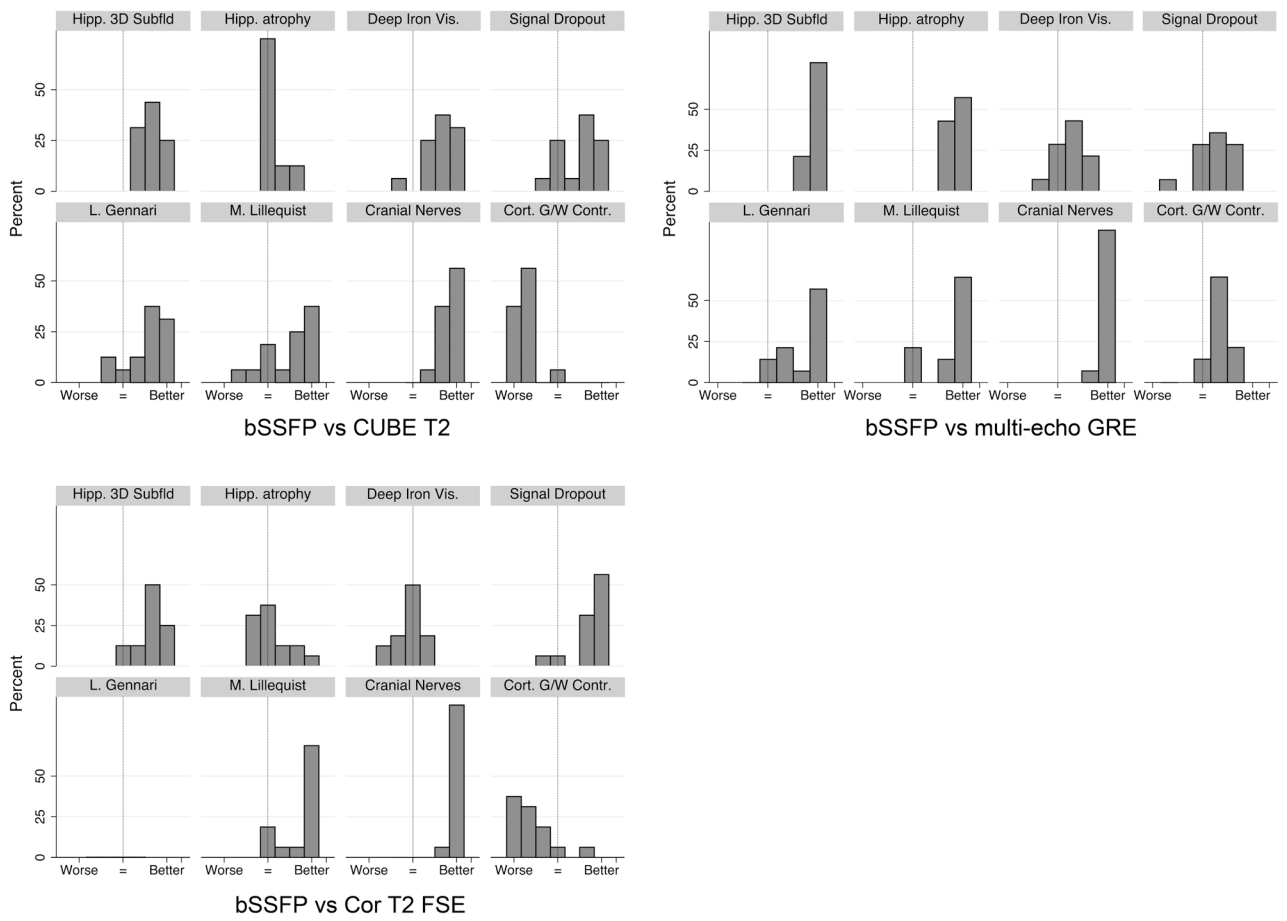 Hipp. 3D Subfld Hipp. atrophy Deep Iron Vis. Signal Dropout
50
25
0
L. Gennari M. Lillequist Cranial Nerves Cort. G/W Contr.
50
25
0
Percent
Worse = Better Worse = Better Worse = Better Worse = Better
bSSFP vs CUBE T2
Hipp. 3D Subfld Hipp. atrophy Deep Iron Vis. Signal Dropout
50
25
0
L. Gennari M. Lillequist Cranial Nerves Cort. G/W Contr.
50
25
0
Percent
Worse = Better Worse = Better Worse = Better Worse = Better
bSSFP vs multi-echo GRE
Hipp. 3D Subfld Hipp. atrophy Deep Iron Vis. Signal Dropout
50
25
0
L. Gennari M. Lillequist Cranial Nerves Cort. G/W Contr.
50
25
0
Percent
Worse = Better Worse = Better Worse = Better Worse = Better
bSSFP vs Cor T2 FSE